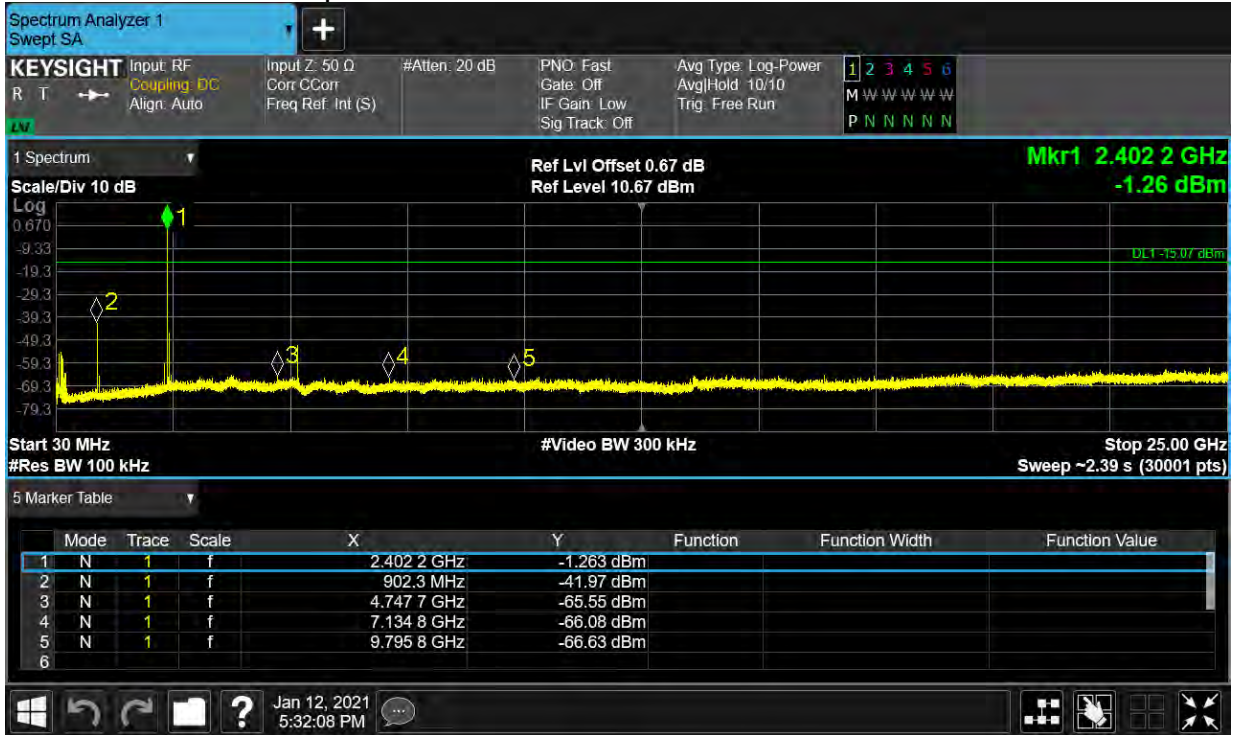 Spectrum Analyzer 1
Swept SA
+
KEYSIGHT Input: RF Input Z: 50 Ω #Atten: 20 dB PNO: Fast Avg Type: Log-Power 1 2 3 4 5 6
R T Coupling: DC Corr CCorr Gate: Off Avg|Hold: 10/10 M W W W W W
Align: Auto Freq Ref: Int (S) IF Gain: Low Trig: Free Run P N N N N N
Sig Track: Off
1 Spectrum Ref Lvl Offset 0.67 dB Mkr1 2.402 2 GHz
Scale/Div 10 dB Ref Level 10.67 dBm -1.26 dBm
Log
0.670 1
-9.33 DL1 -15.07 dBm
-19.3
-29.3 2
-39.3
-49.3 3 4 5
-59.3
-69.3
-79.3
Start 30 MHz #Video BW 300 kHz Stop 25.00 GHz
#Res BW 100 kHz Sweep ~2.39 s (30001 pts)
5 Marker Table
Mode Trace Scale X Y Function Function Width Function Value
1 N 1 f 2.402 2 GHz -1.263 dBm
2 N 1 f 902.3 MHz -41.97 dBm
3 N 1 f 4.747 7 GHz -65.55 dBm
4 N 1 f 7.134 8 GHz -66.08 dBm
5 N 1 f 9.795 8 GHz -66.63 dBm
6
? Jan 12, 2021
5:32:08 PM